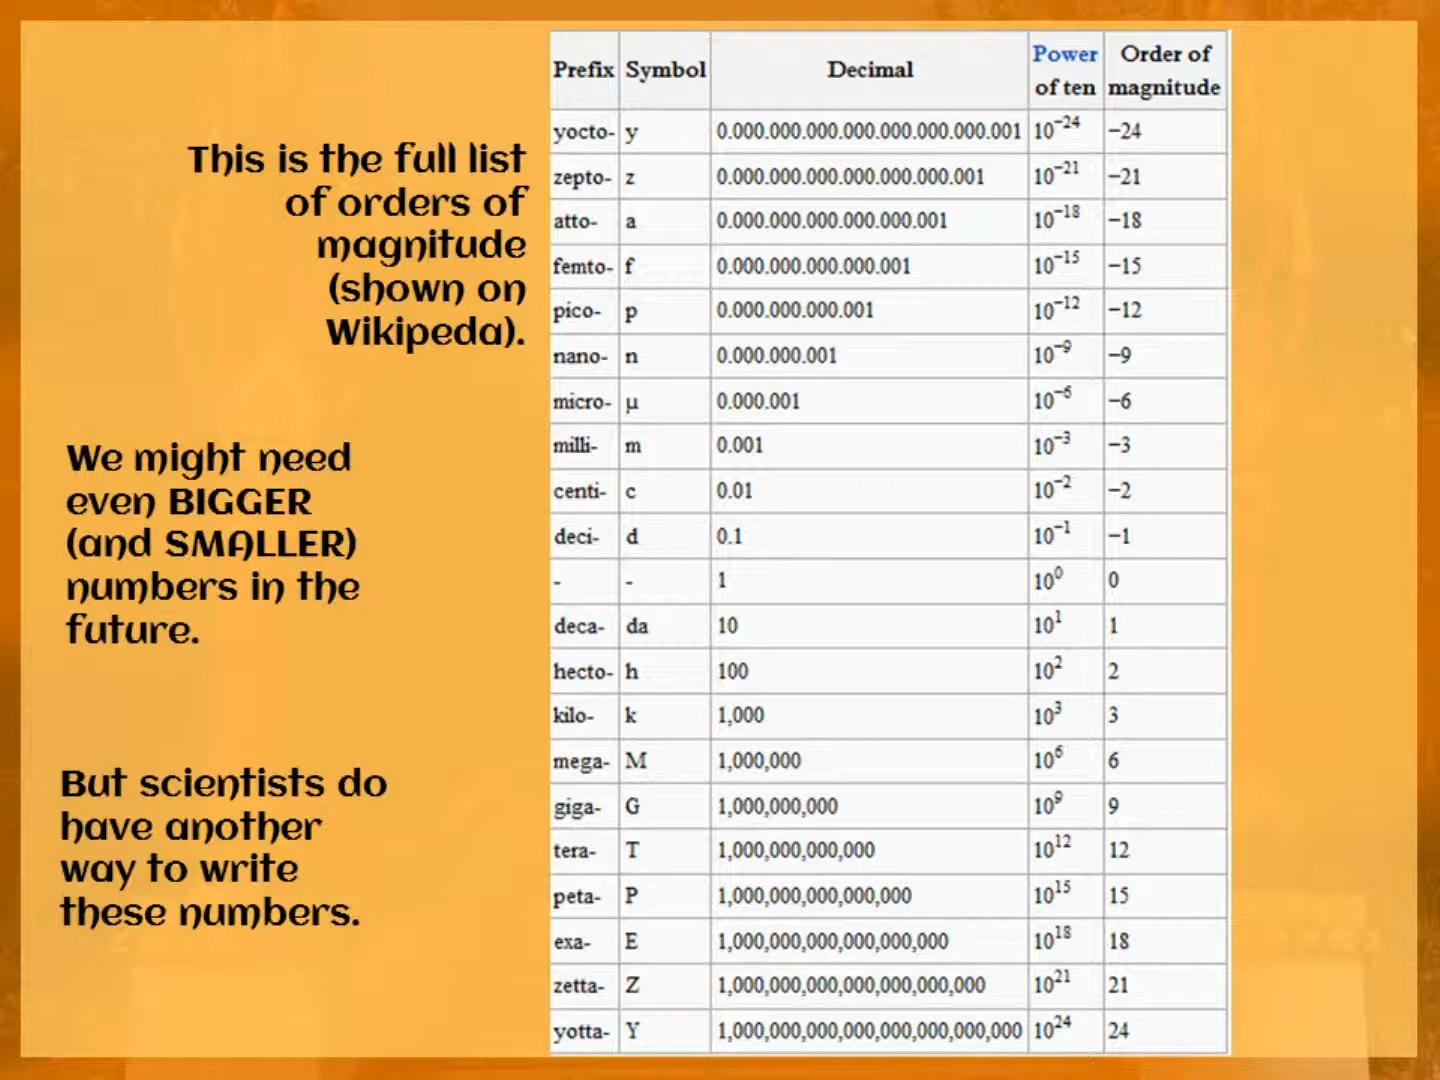 This is the full list
of orders of
magnitude
(shown on
Wikipeda).
We might need
even BIGGER
(and SMALLER)
numbers in the
future.
But scientists do
have another
way to write
these numbers.
Prefix Symbol Decimal Power of ten Order of magnitude
yocto- y 0.000.000.000.000.000.000.000.001 10⁻²⁴ −24
zepto- z 0.000.000.000.000.000.000.001 10⁻²¹ −21
atto- a 0.000.000.000.000.000.001 10⁻¹⁸ −18
femto- f 0.000.000.000.000.001 10⁻¹⁵ −15
pico- p 0.000.000.000.001 10⁻¹² −12
nano- n 0.000.000.001 10⁻⁹ −9
micro- µ 0.000.001 10⁻⁶ −6
milli- m 0.001 10⁻³ −3
centi- c 0.01 10⁻² −2
deci- d 0.1 10⁻¹ −1
- - 1 10⁰ 0
deca- da 10 10¹ 1
hecto- h 100 10² 2
kilo- k 1,000 10³ 3
mega- M 1,000,000 10⁶ 6
giga- G 1,000,000,000 10⁹ 9
tera- T 1,000,000,000,000 10¹² 12
peta- P 1,000,000,000,000,000 10¹⁵ 15
exa- E 1,000,000,000,000,000,000 10¹⁸ 18
zetta- Z 1,000,000,000,000,000,000,000 10²¹ 21
yotta- Y 1,000,000,000,000,000,000,000,000 10²⁴ 24